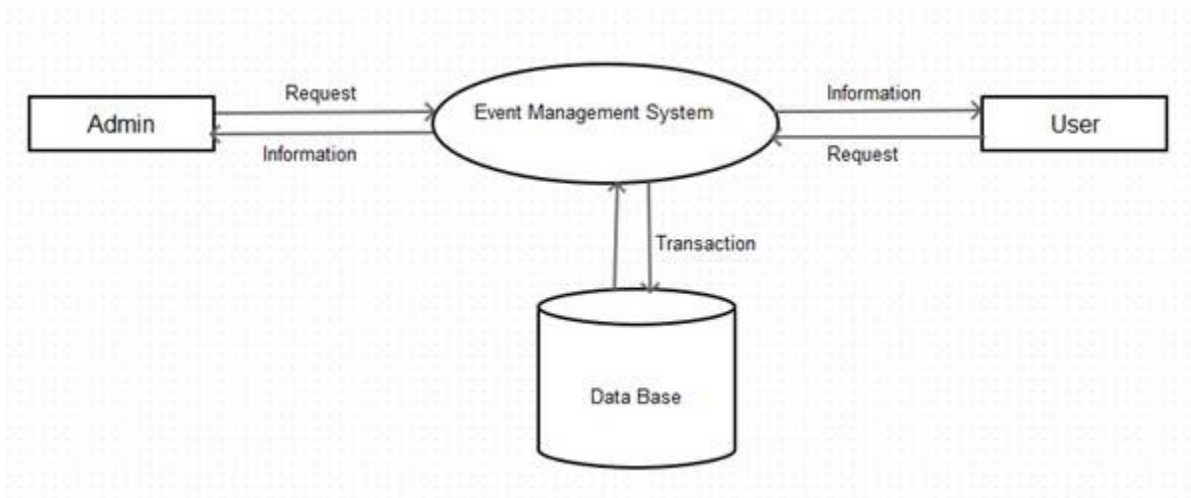 Request
Information
Admin
Event Management System
User
Information
Request
Transaction
Data Base